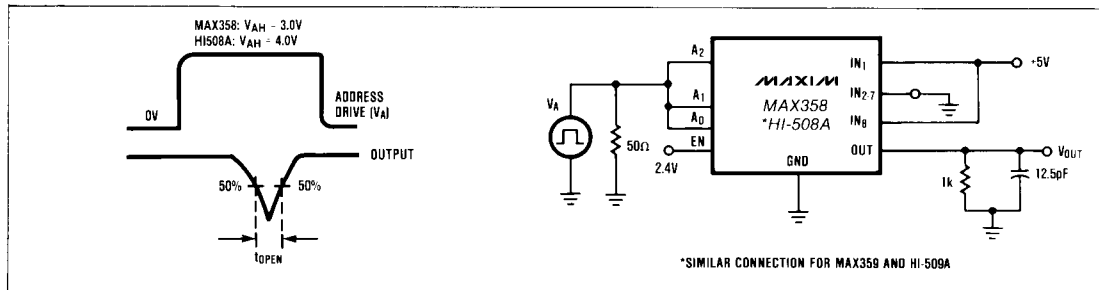 MAX358: VAH = 3.0V
HI508A: VAH = 4.0V
0V
ADDRESS
DRIVE (VA)
OUTPUT
50%
50%
tOPEN
VA
50Ω
A2
A1
A0
EN
2.4V
MAXIM
MAX358
*HI-508A
GND
IN1
IN2-7
IN8
OUT
+5V
VOUT
1k
12.5pF
*SIMILAR CONNECTION FOR MAX359 AND HI-509A